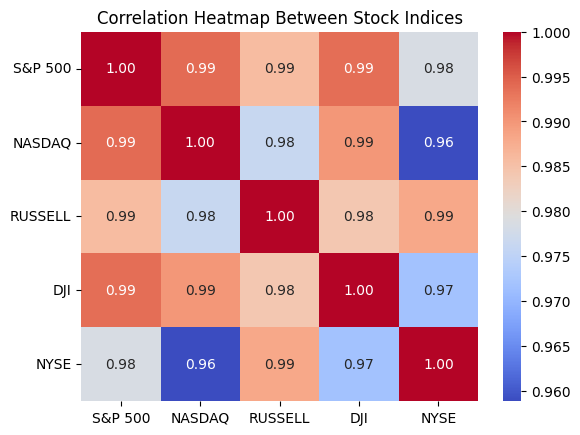 Correlation Heatmap Between Stock Indices
S&P 500 1.00 0.99 0.99 0.99 0.98
NASDAQ 0.99 1.00 0.98 0.99 0.96
RUSSELL 0.99 0.98 1.00 0.98 0.99
DJI 0.99 0.99 0.98 1.00 0.97
NYSE 0.98 0.96 0.99 0.97 1.00
S&P 500 NASDAQ RUSSELL DJI NYSE
1.000
0.995
0.990
0.985
0.980
0.975
0.970
0.965
0.960